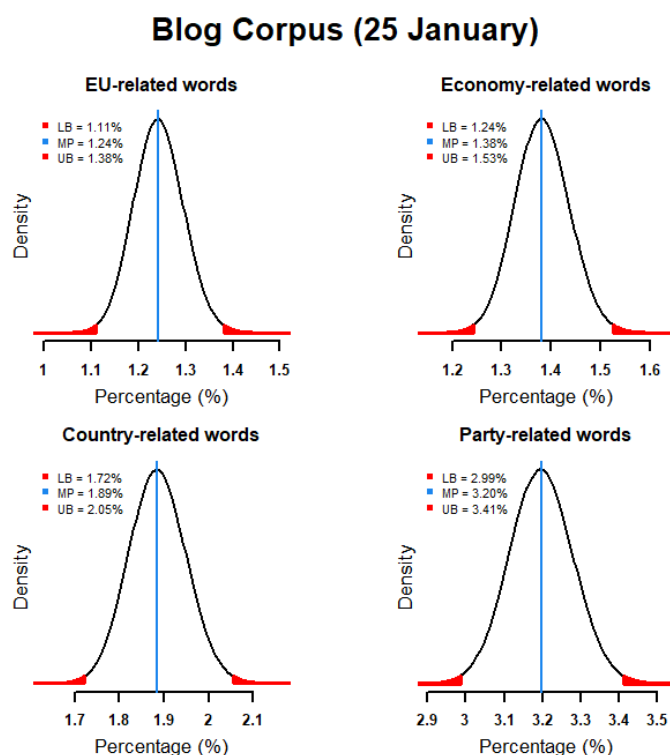 Blog Corpus (25 January)
EU-related words
LB = 1.11%
MP = 1.24%
UB = 1.38%
Density
1 1.1 1.2 1.3 1.4 1.5
Percentage (%)
Economy-related words
LB = 1.24%
MP = 1.38%
UB = 1.53%
Density
1.2 1.3 1.4 1.5 1.6
Percentage (%)
Country-related words
LB = 1.72%
MP = 1.89%
UB = 2.05%
Density
1.7 1.8 1.9 2 2.1
Percentage (%)
Party-related words
LB = 2.99%
MP = 3.20%
UB = 3.41%
Density
2.9 3 3.1 3.2 3.3 3.4 3.5
Percentage (%)